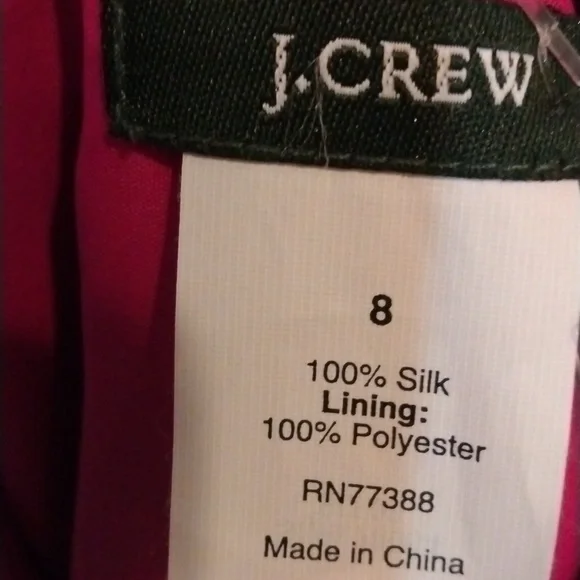 J.CREW
8
100% Silk
Lining:
100% Polyester
RN77388
Made in China